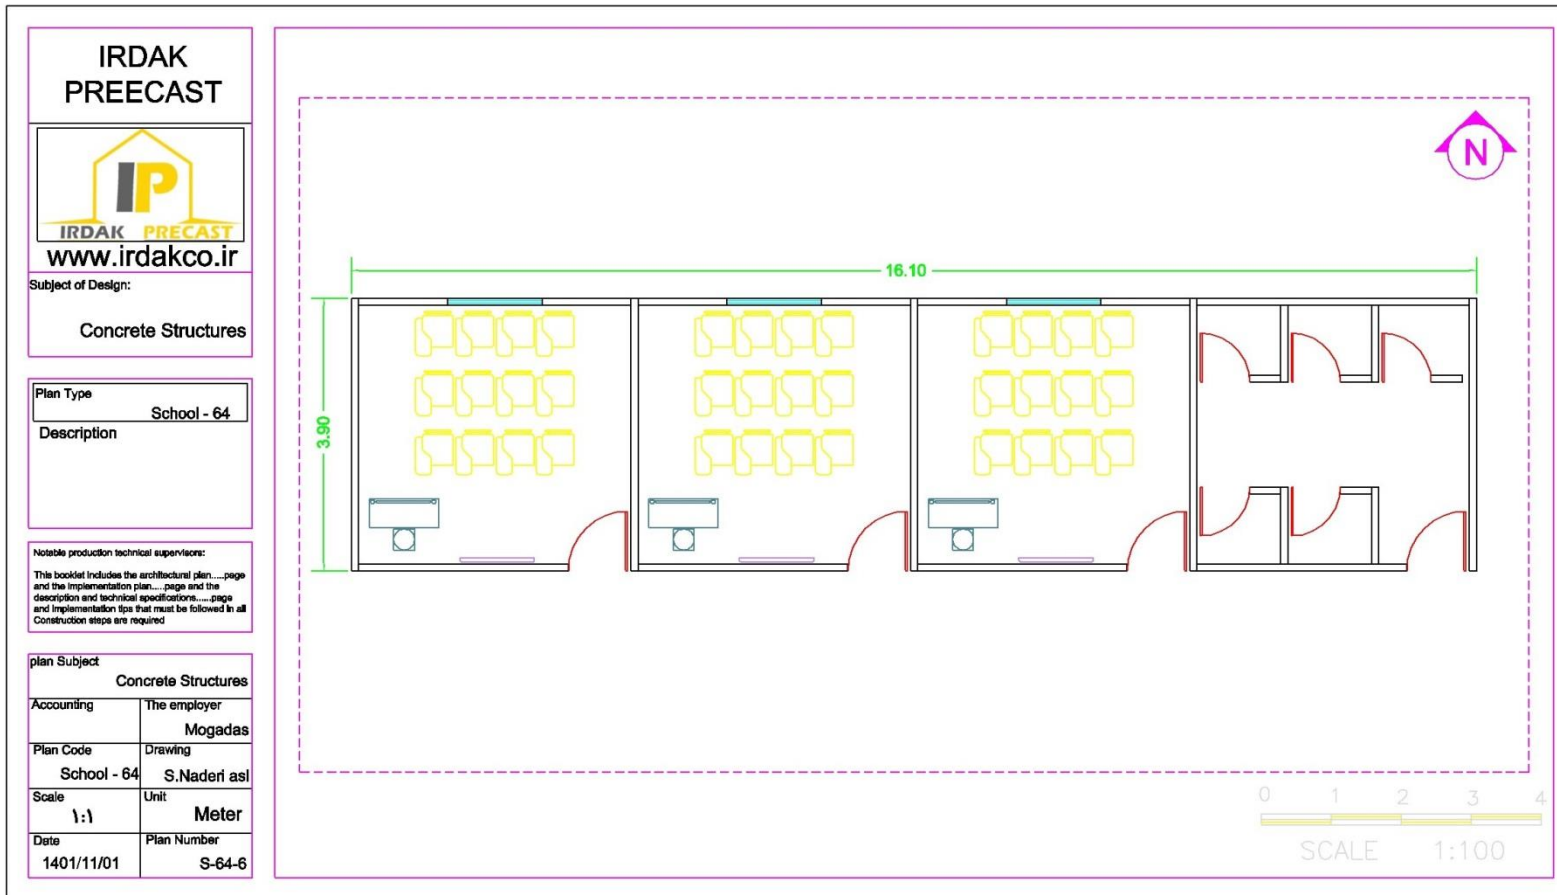 IRDAK
PREECAST
IP
IRDAK PRECAST
www.irdakco.ir
Subject of Design:
Concrete Structures
Plan Type
School - 64
Description
Notable production technical supervisors:
This booklet includes the architectural plan.....page
and the implementation plan.....page and the
description and technical specifications......page
and implementation tips that must be followed in all
Construction steps are required
plan Subject
Concrete Structures
Accounting
The employer
Mogadas
Plan Code
School - 64
Drawing
S.Naderi asl
Scale
۱:۱
Unit
Meter
Date
1401/11/01
Plan Number
S-64-6
N
16.10
3.90
0 1 2 3 4
SCALE 1:100